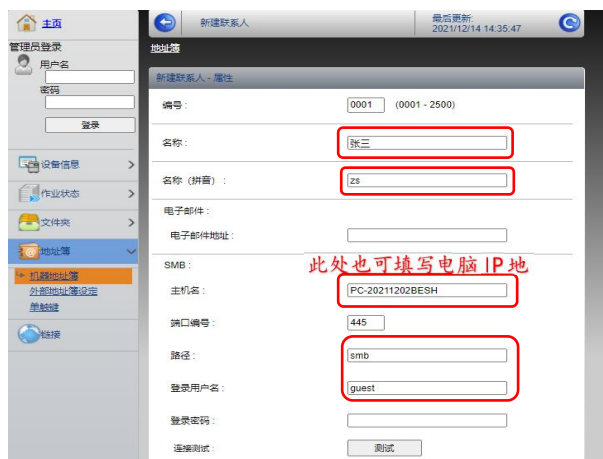 主页
新建联系人
最后更新:
2021/12/14 14:35:47
管理员登录
用户名
密码
登录
设备信息
作业状态
文件夹
地址簿
机器地址簿
外部地址簿设定
单触键
链接
地址簿
新建联系人 - 属性
编号 :
0001 (0001 - 2500)
名称 :
张三
名称（拼音） :
zs
电子邮件 :
电子邮件地址 :
SMB :
此处也可填写电脑 IP 地
主机名 :
PC-20211202BESH
端口编号 :
445
路径 :
smb
登录用户名 :
guest
登录密码 :
连接测试 :
测试